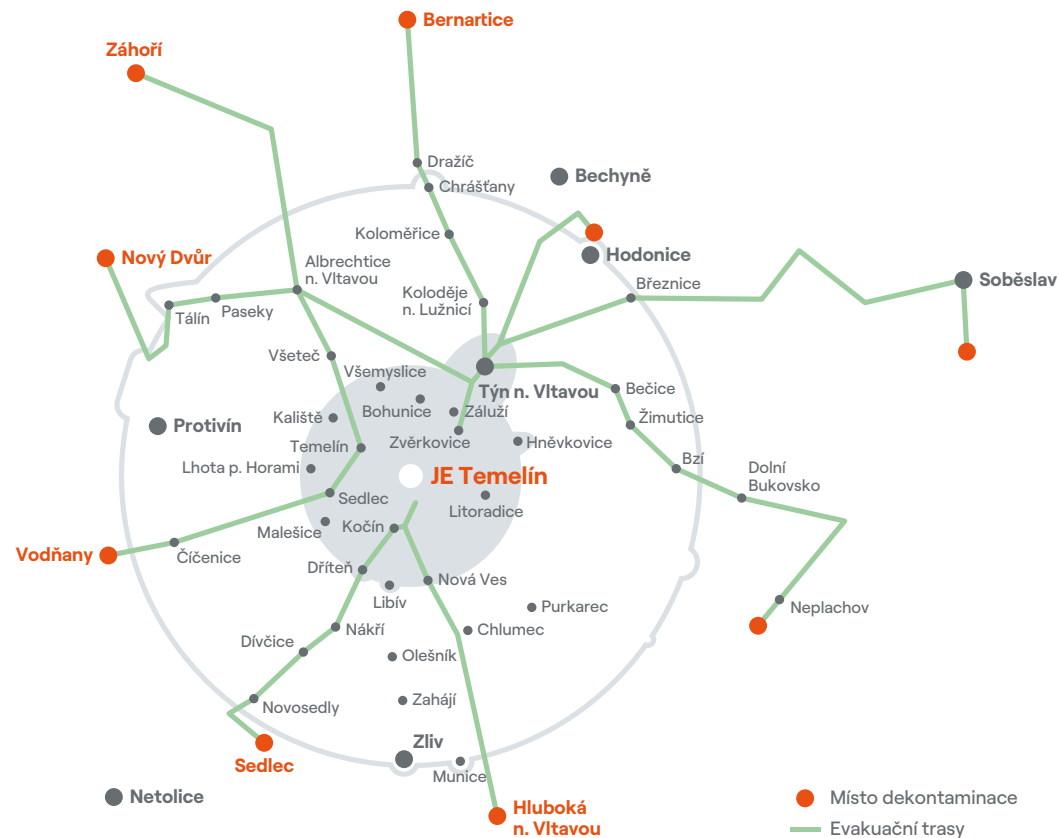 Bernartice
Záhoří
Dražíč
Bechyně
Chrášťany
Koloměřice
Nový Dvůr
Hodonice
Albrechtice
n. Vltavou
Březnice
Soběslav
Koloděje
n. Lužnicí
Paseky
Tálín
Všeteč
Všemyslice
Týn n. Vltavou
Bečice
Bohunice
Záluží
Kaliště
Žimutice
Protivín
Zvěrkovice
Hněvkovice
Temelín
Bzí
Lhota p. Horami
JE Temelín
Dolní
Bukovsko
Sedlec
Litoradice
Kočín
Malešice
Vodňany
Číčenice
Dříteň
Nová Ves
Libív
Purkarec
Neplachov
Nákří
Chlumec
Dívčice
Olešník
Zahájí
Novosedly
Zliv
Sedlec
Munice
Netolice
Hluboká
n. Vltavou
Místo dekontaminace
Evakuační trasy